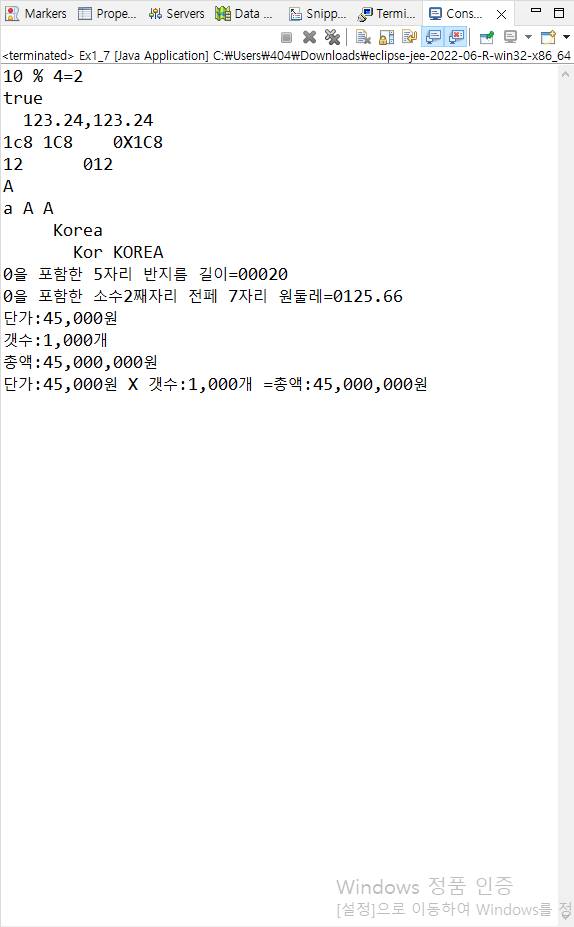 Markers Prope... Servers Data ... Snipp... Termi... Cons...
<terminated> Ex1_7 [Java Application] C:₩Users₩404₩Downloads₩eclipse-jee-2022-06-R-win32-x86_64
10 % 4=2
true
  123.24,123.24
1c8 1C8    0X1C8
12      012
A
a A A
     Korea
       Kor KOREA
0을 포함한 5자리 반지름 길이=00020
0을 포함한 소수2째자리 전페 7자리 원둘레=0125.66
단가:45,000원
갯수:1,000개
총액:45,000,000원
단가:45,000원 X 갯수:1,000개 =총액:45,000,000원
Windows 정품 인증
[설정]으로 이동하여 Windows를 정